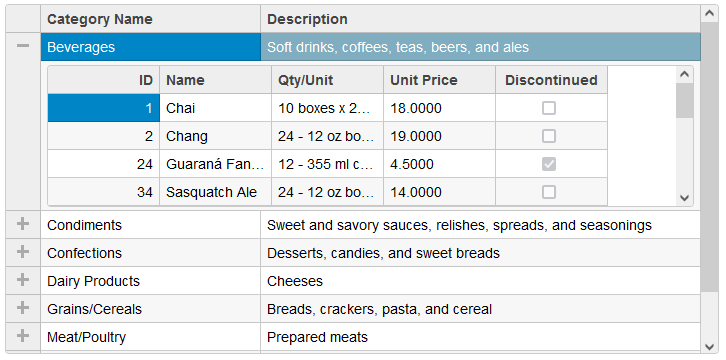 Category Name Description
Beverages Soft drinks, coffees, teas, beers, and ales
ID Name Qty/Unit Unit Price Discontinued
1 Chai 10 boxes x 2... 18.0000
2 Chang 24 - 12 oz bo... 19.0000
24 Guaraná Fan... 12 - 355 ml c... 4.5000
34 Sasquatch Ale 24 - 12 oz bo... 14.0000
Condiments Sweet and savory sauces, relishes, spreads, and seasonings
Confections Desserts, candies, and sweet breads
Dairy Products Cheeses
Grains/Cereals Breads, crackers, pasta, and cereal
Meat/Poultry Prepared meats